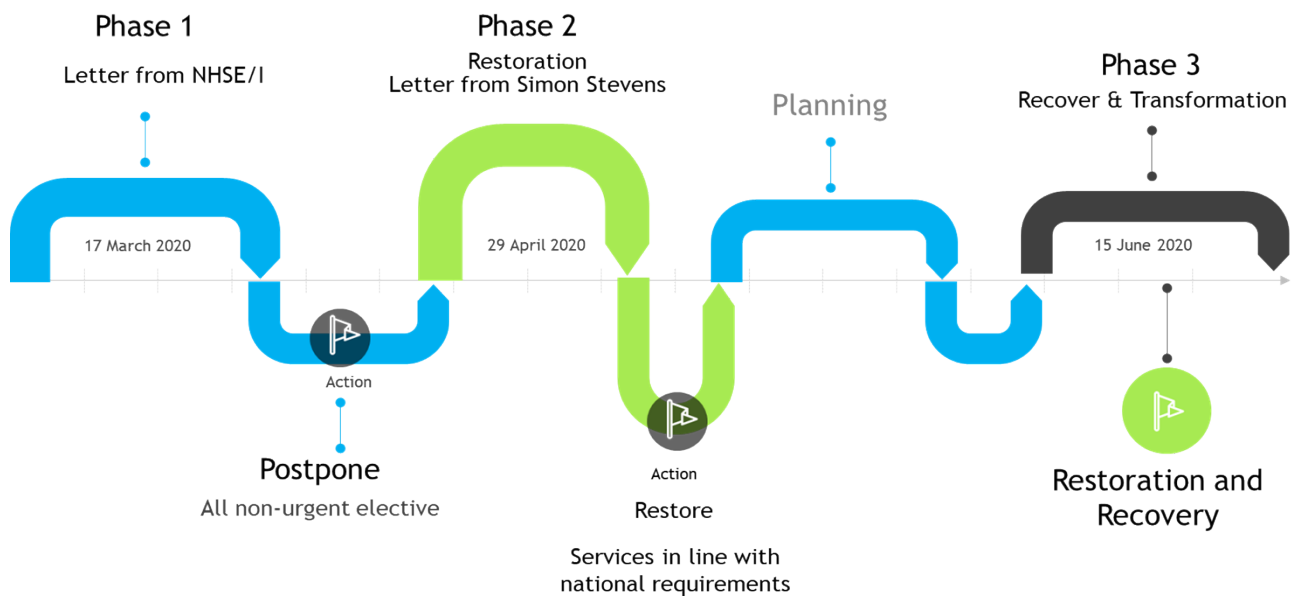 Phase 1
Letter from NHSE/I
17 March 2020
Action
Postpone
All non-urgent elective
Phase 2
Restoration
Letter from Simon Stevens
29 April 2020
Action
Restore
Services in line with
national requirements
Planning
Phase 3
Recover & Transformation
15 June 2020
Restoration and
Recovery